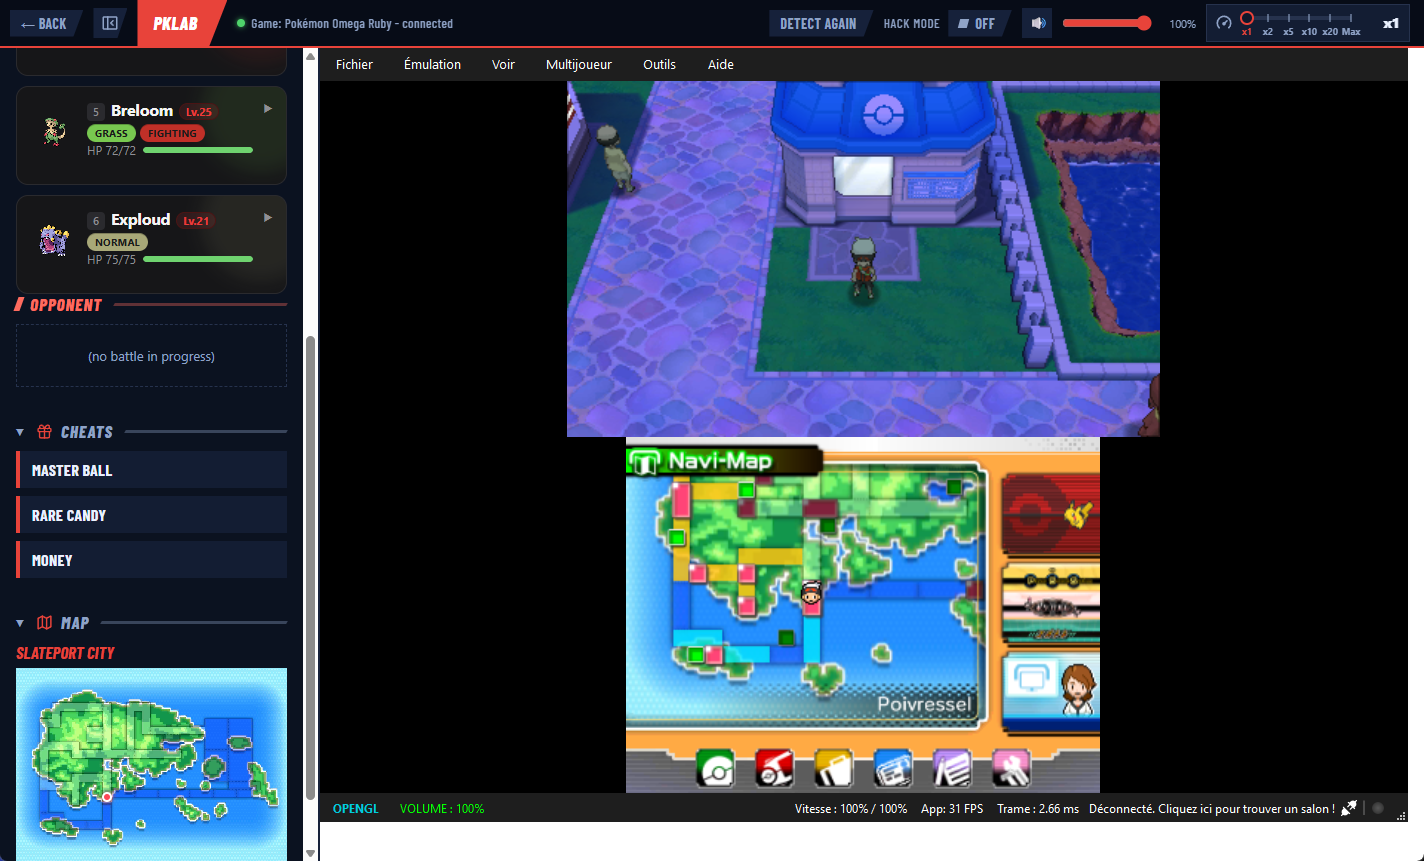 ← BACK
PKLAB
Game: Pokémon Omega Ruby - connected
DETECT AGAIN
HACK MODE
OFF
100%
x1 x2 x5 x10 x20 Max
x1
5 Breloom Lv.25
GRASS FIGHTING
HP 72/72
6 Exploud Lv.21
NORMAL
HP 75/75
OPPONENT
(no battle in progress)
CHEATS
MASTER BALL
RARE CANDY
MONEY
MAP
SLATEPORT CITY
Fichier Émulation Voir Multijoueur Outils Aide
Navi-Map
Poivressel
OPENGL VOLUME : 100% Vitesse : 100% / 100% App: 31 FPS Trame : 2.66 ms Déconnecté. Cliquez ici pour trouver un salon !